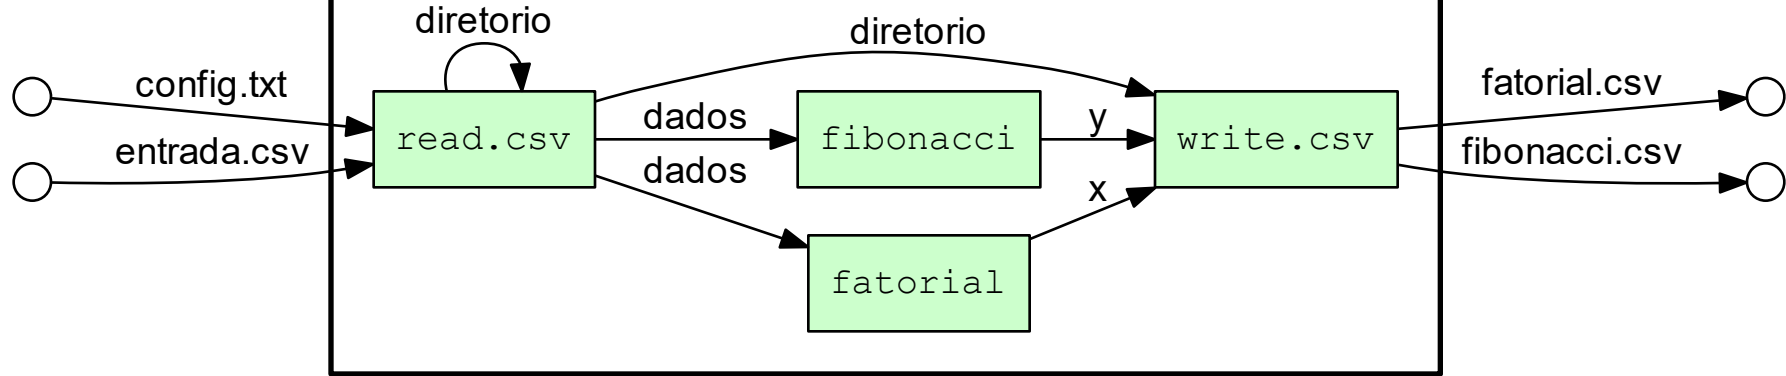 diretorio
diretorio
config.txt
fatorial.csv
dados
y
read.csv
fibonacci
write.csv
entrada.csv
fibonacci.csv
dados
x
fatorial